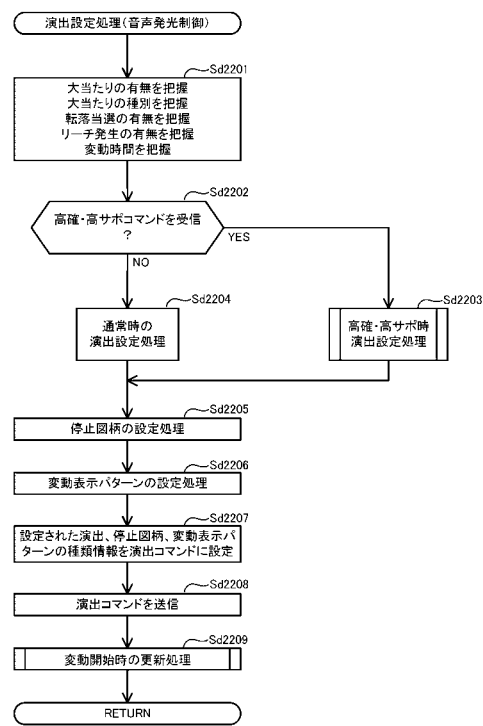 演出設定処理(音声発光制御)
Sd2201
大当たりの有無を把握
大当たりの種別を把握
転落当選の有無を把握
リーチ発生の有無を把握
変動時間を把握
Sd2202
高確・高サポコマンドを受信
?
YES
NO
Sd2204
通常時の
演出設定処理
Sd2203
高確・高サポ時
演出設定処理
Sd2205
停止図柄の設定処理
Sd2206
変動表示パターンの設定処理
Sd2207
設定された演出、停止図柄、変動表示パ
ターンの種類情報を演出コマンドに設定
Sd2208
演出コマンドを送信
Sd2209
変動開始時の更新処理
RETURN